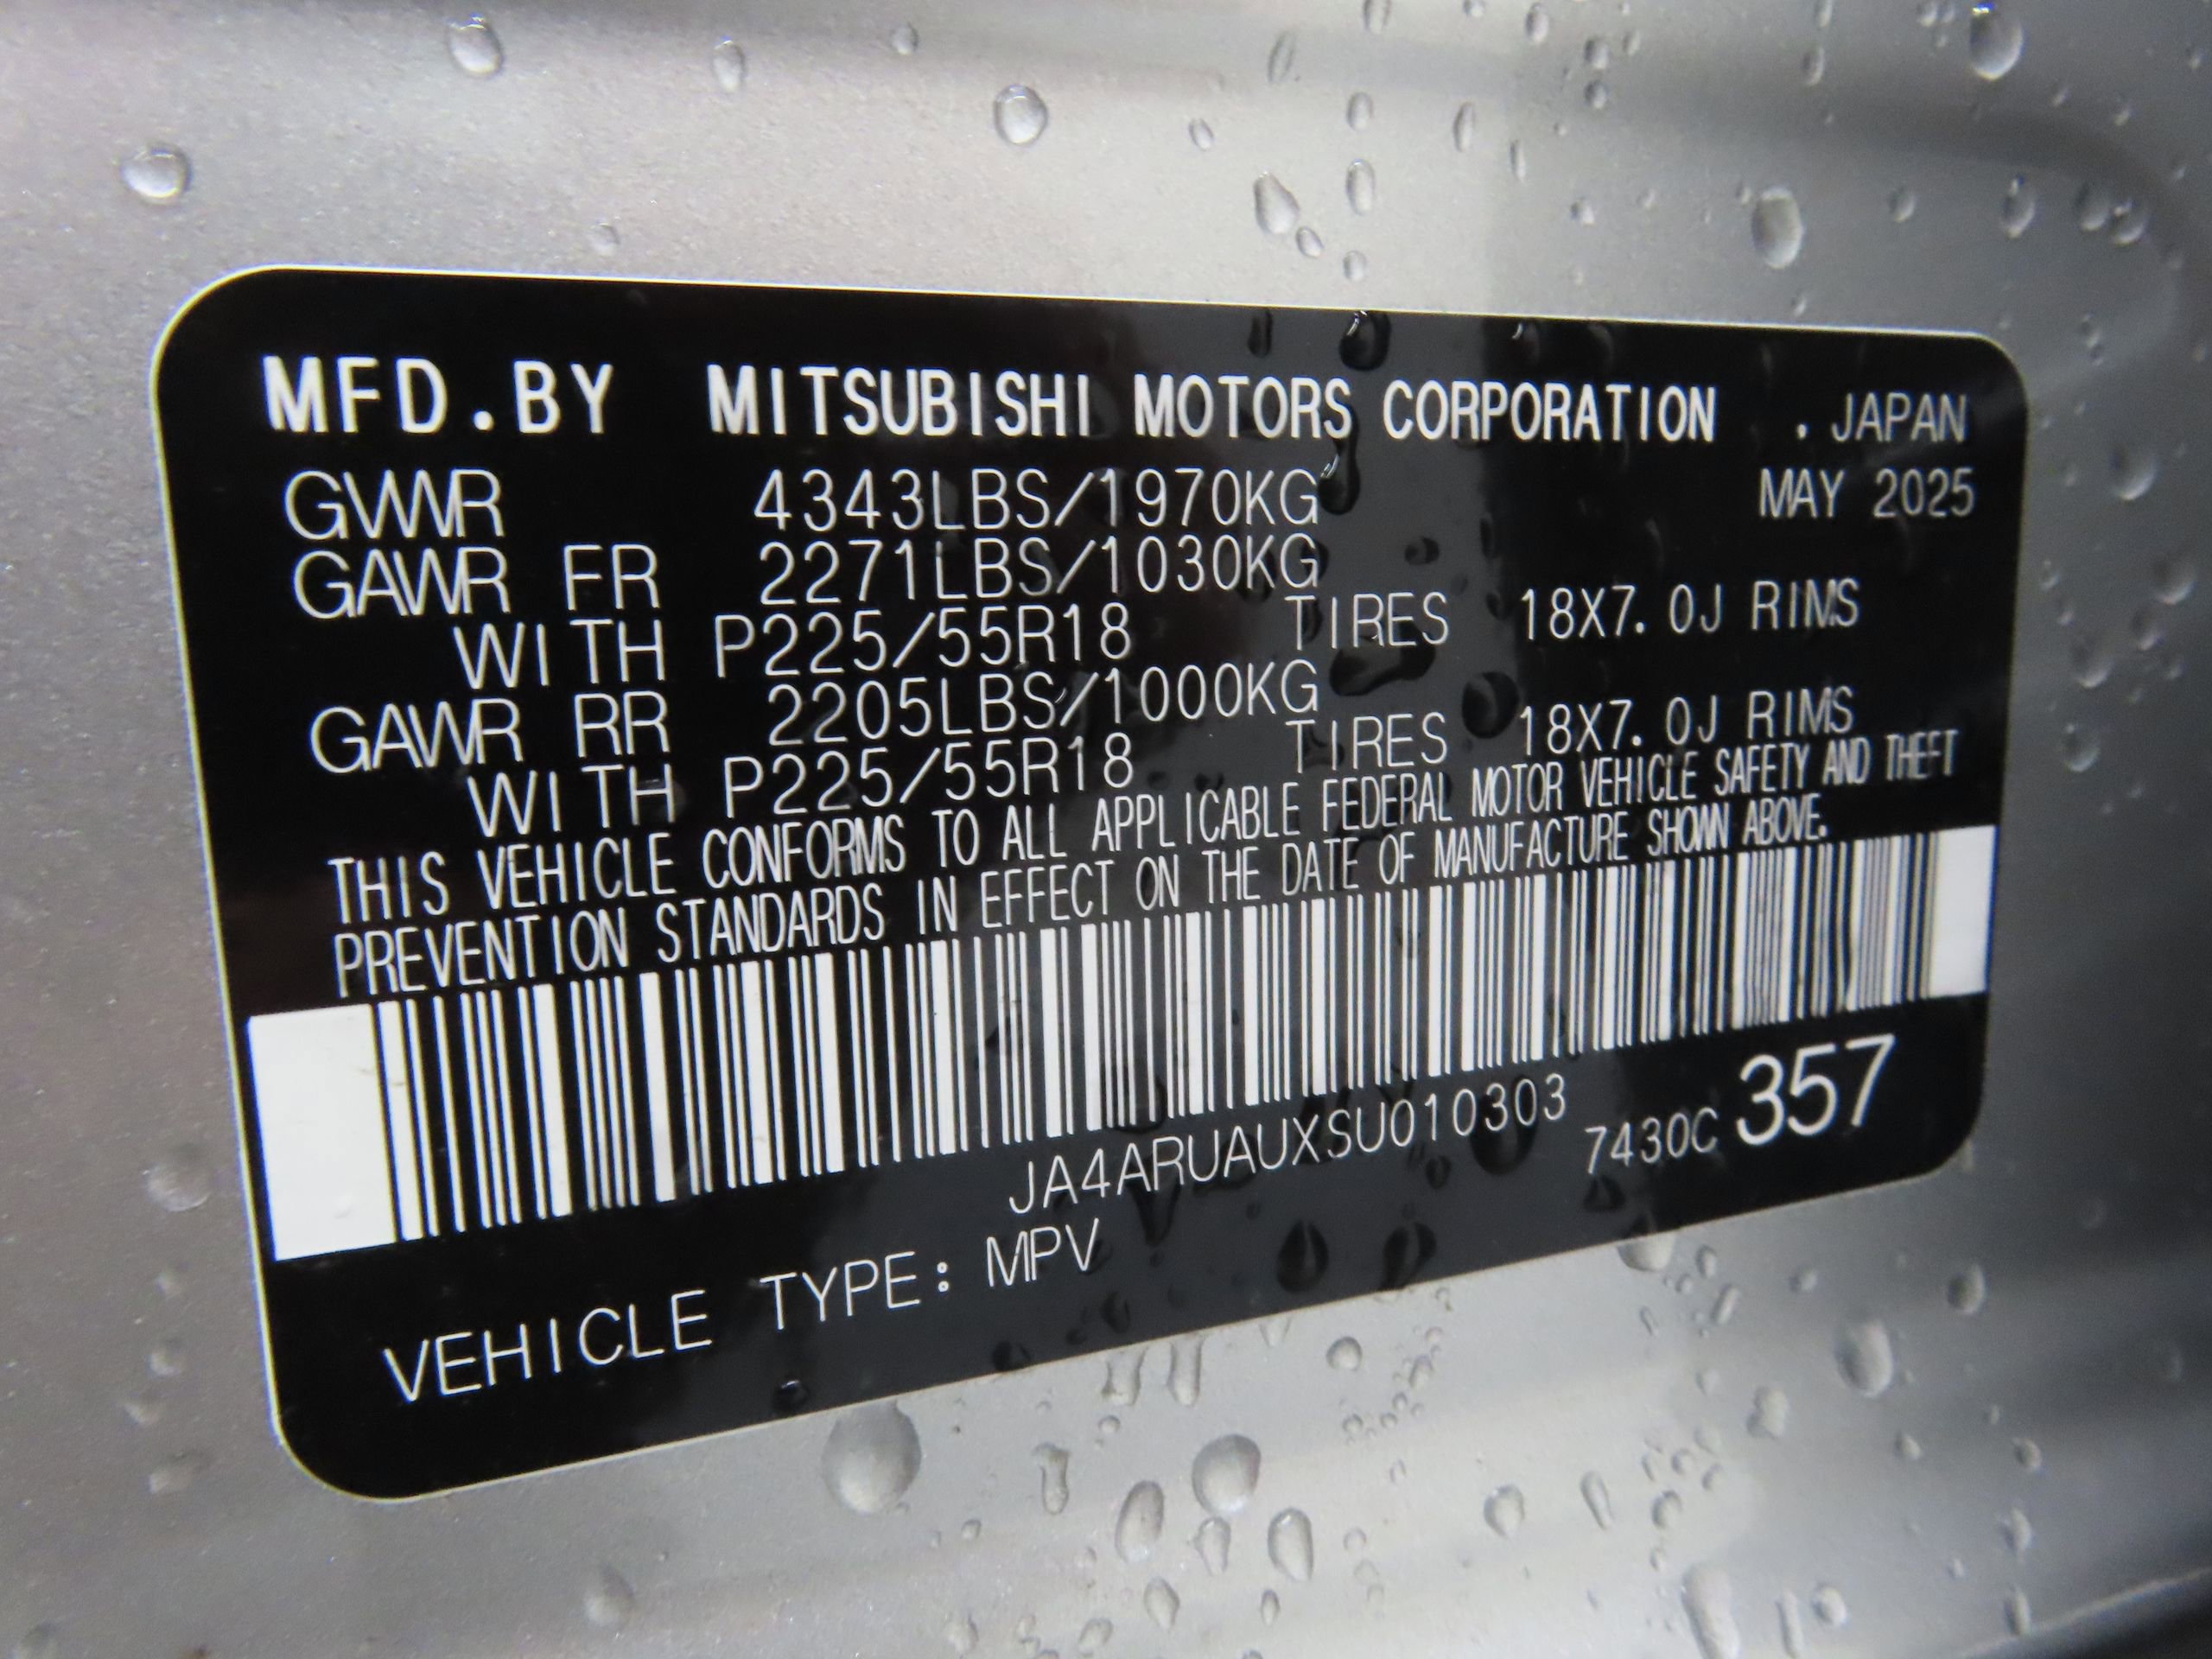 MFD.BY MITSUBISHI MOTORS CORPORATION .JAPAN
GVWR 4343LBS/1970KG MAY 2025
GAWR FR 2271LBS/1030KG
WITH P225/55R18 TIRES 18X7.0J RIMS
GAWR RR 2205LBS/1000KG
WITH P225/55R18 TIRES 18X7.0J RIMS
THIS VEHICLE CONFORMS TO ALL APPLICABLE FEDERAL MOTOR VEHICLE SAFETY AND THEFT
PREVENTION STANDARDS IN EFFECT ON THE DATE OF MANUFACTURE SHOWN ABOVE.
JA4ARUAUXSU010303 7430C357
VEHICLE TYPE: MPV